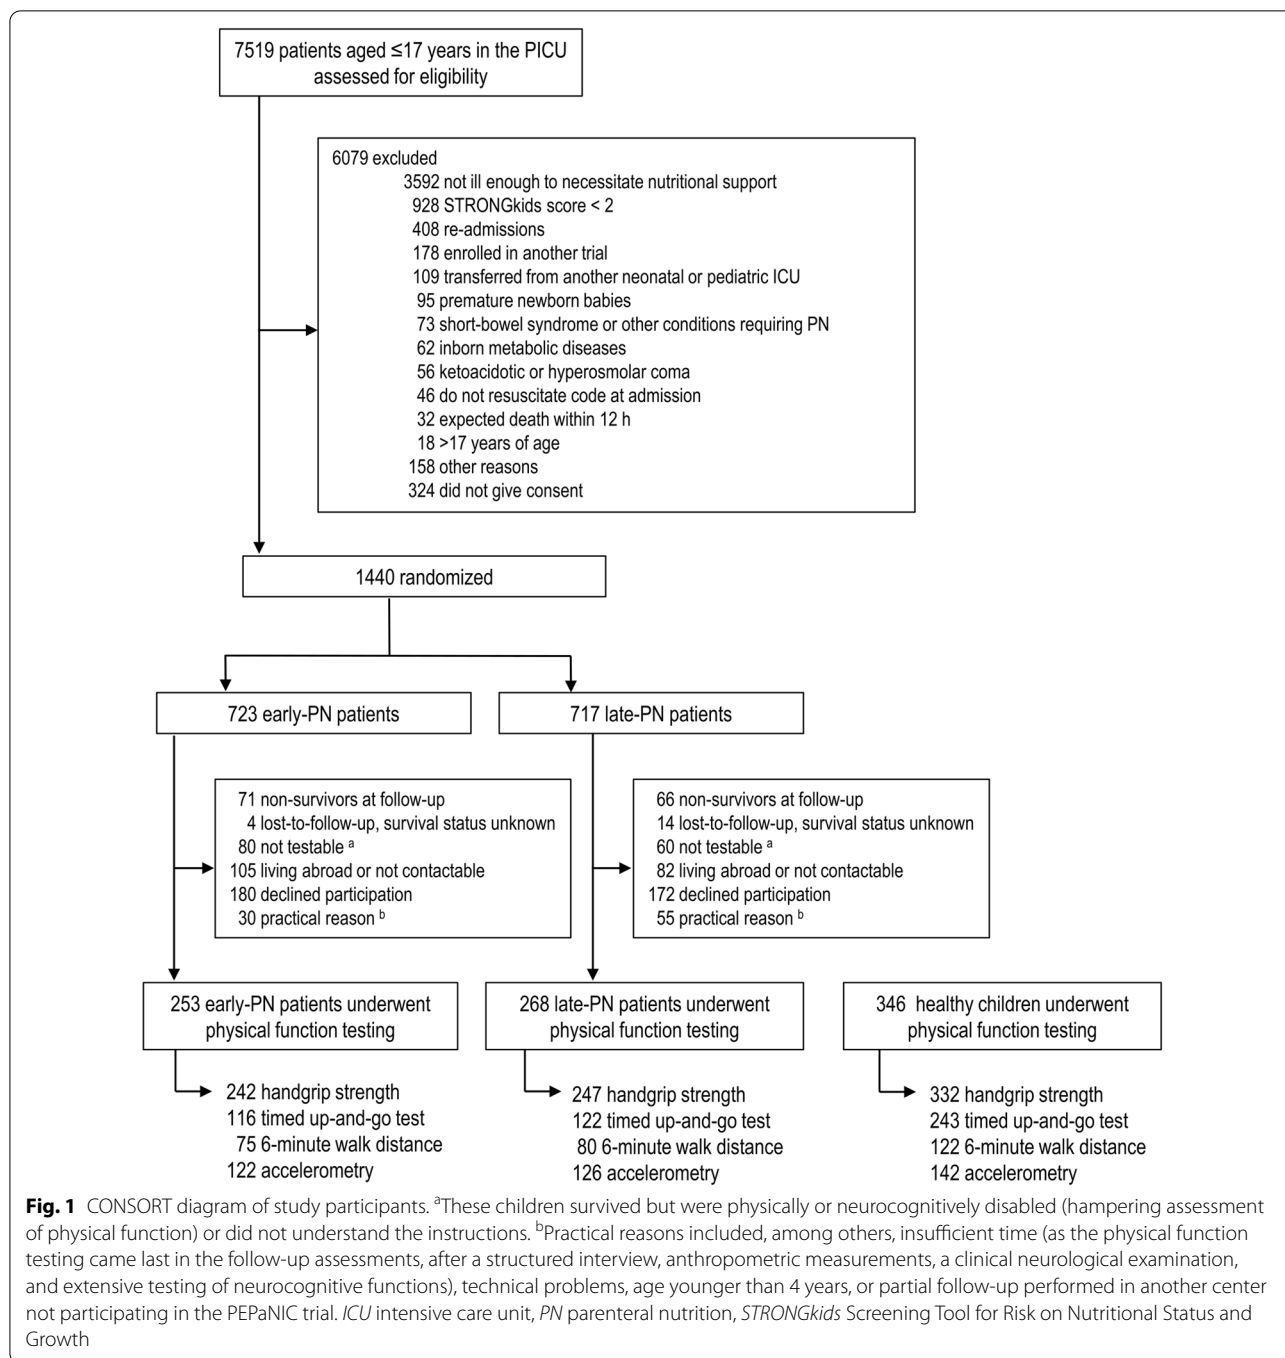 7519 patients aged ≤17 years in the PICU
assessed for eligibility
6079 excluded
3592 not ill enough to necessitate nutritional support
928 STRONGkids score < 2
408 re-admissions
178 enrolled in another trial
109 transferred from another neonatal or pediatric ICU
95 premature newborn babies
73 short-bowel syndrome or other conditions requiring PN
62 inborn metabolic diseases
56 ketoacidotic or hyperosmolar coma
46 do not resuscitate code at admission
32 expected death within 12 h
18 >17 years of age
158 other reasons
324 did not give consent
1440 randomized
723 early-PN patients
717 late-PN patients
71 non-survivors at follow-up
4 lost-to-follow-up, survival status unknown
80 not testable a
105 living abroad or not contactable
180 declined participation
30 practical reason b
66 non-survivors at follow-up
14 lost-to-follow-up, survival status unknown
60 not testable a
82 living abroad or not contactable
172 declined participation
55 practical reason b
253 early-PN patients underwent
physical function testing
268 late-PN patients underwent
physical function testing
346 healthy children underwent
physical function testing
242 handgrip strength
116 timed up-and-go test
75 6-minute walk distance
122 accelerometry
247 handgrip strength
122 timed up-and-go test
80 6-minute walk distance
126 accelerometry
332 handgrip strength
243 timed up-and-go test
122 6-minute walk distance
142 accelerometry
Fig. 1 CONSORT diagram of study participants. aThese children survived but were physically or neurocognitively disabled (hampering assessment
of physical function) or did not understand the instructions. bPractical reasons included, among others, insufficient time (as the physical function
testing came last in the follow-up assessments, after a structured interview, anthropometric measurements, a clinical neurological examination,
and extensive testing of neurocognitive functions), technical problems, age younger than 4 years, or partial follow-up performed in another center
not participating in the PEPaNIC trial. ICU intensive care unit, PN parenteral nutrition, STRONGkids Screening Tool for Risk on Nutritional Status and
Growth